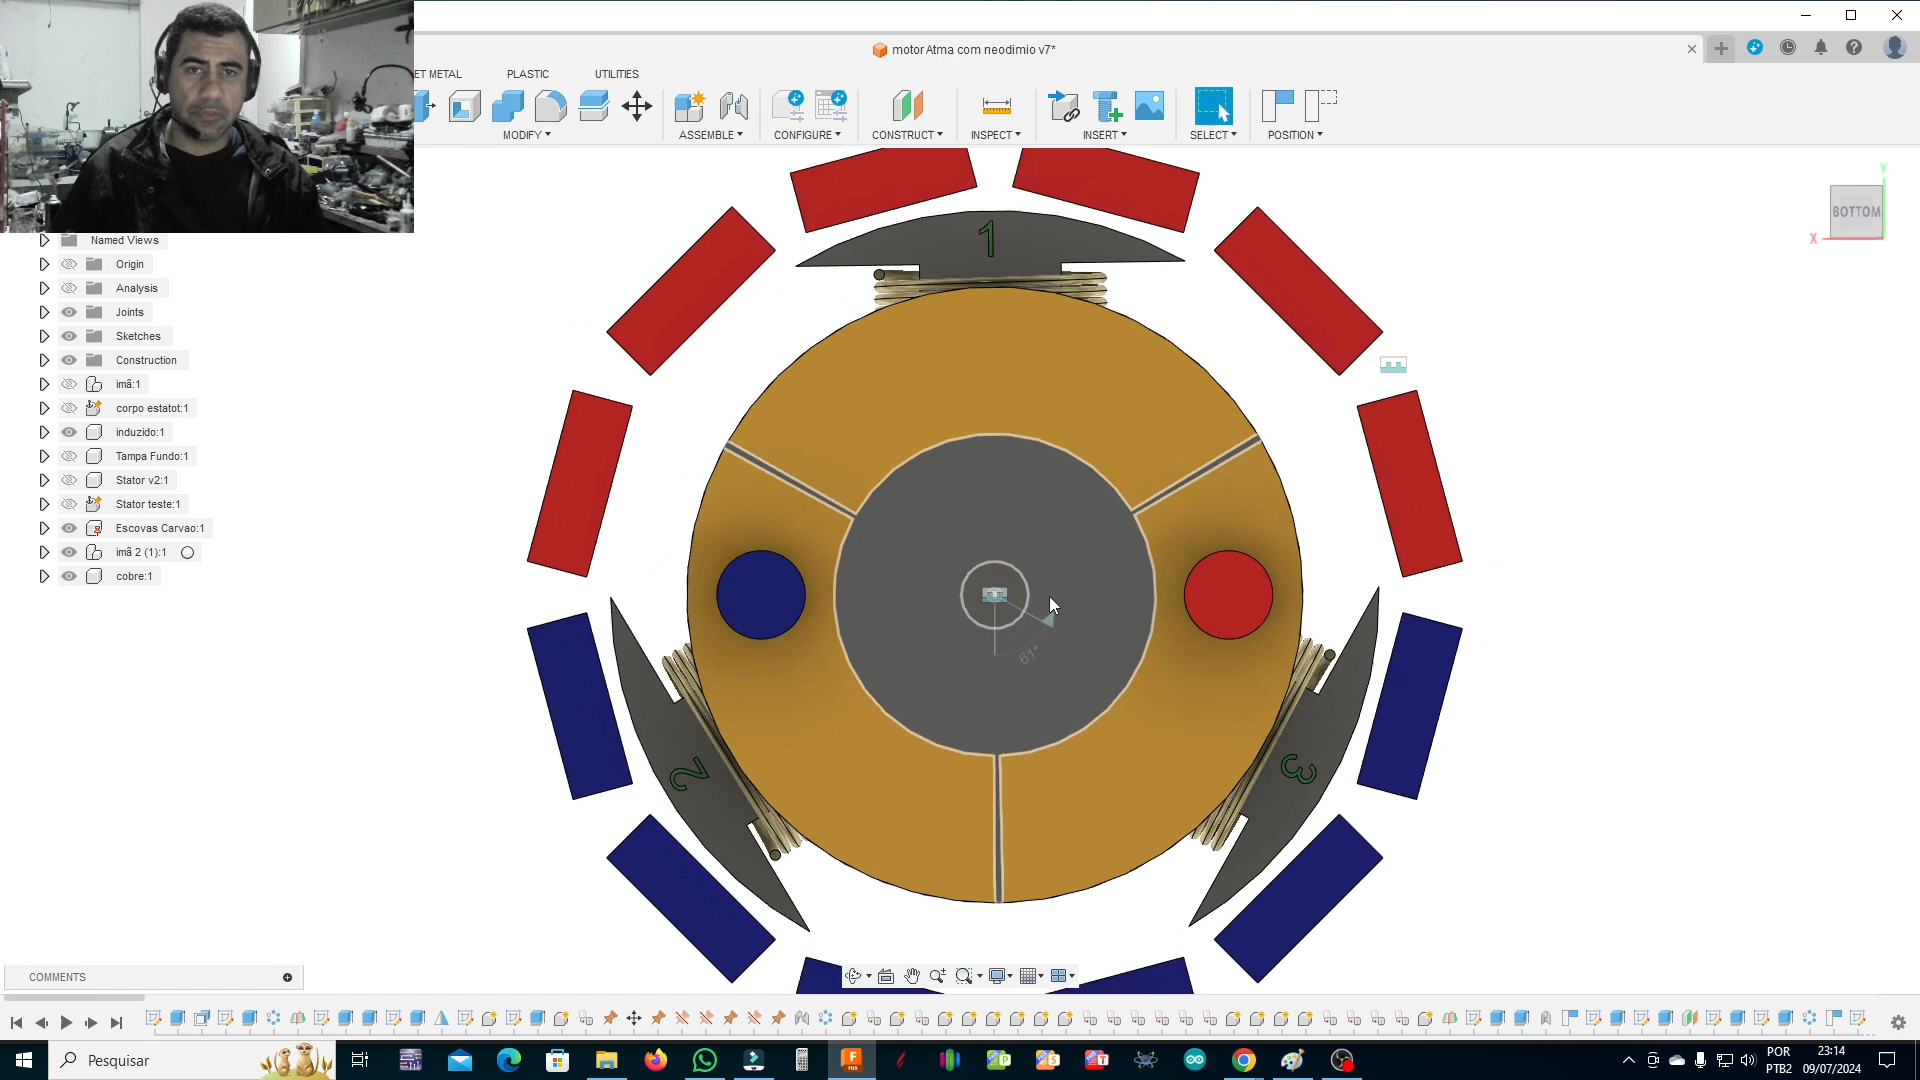 motor Atma com neodimio v7*
ET METAL
PLASTIC
UTILITIES
MODIFY
ASSEMBLE
CONFIGURE
CONSTRUCT
INSPECT
INSERT
SELECT
POSITION
BOTTOM
Y
X
Named Views
Origin
Analysis
Joints
Sketches
Construction
imã:1
corpo estatot:1
induzido:1
Tampa Fundo:1
Stator v2:1
Stator teste:1
Escovas Carvao:1
imã 2 (1):1
cobre:1
1
2
3
61°
COMMENTS
Pesquisar
POR
PTB2
23:14
09/07/2024